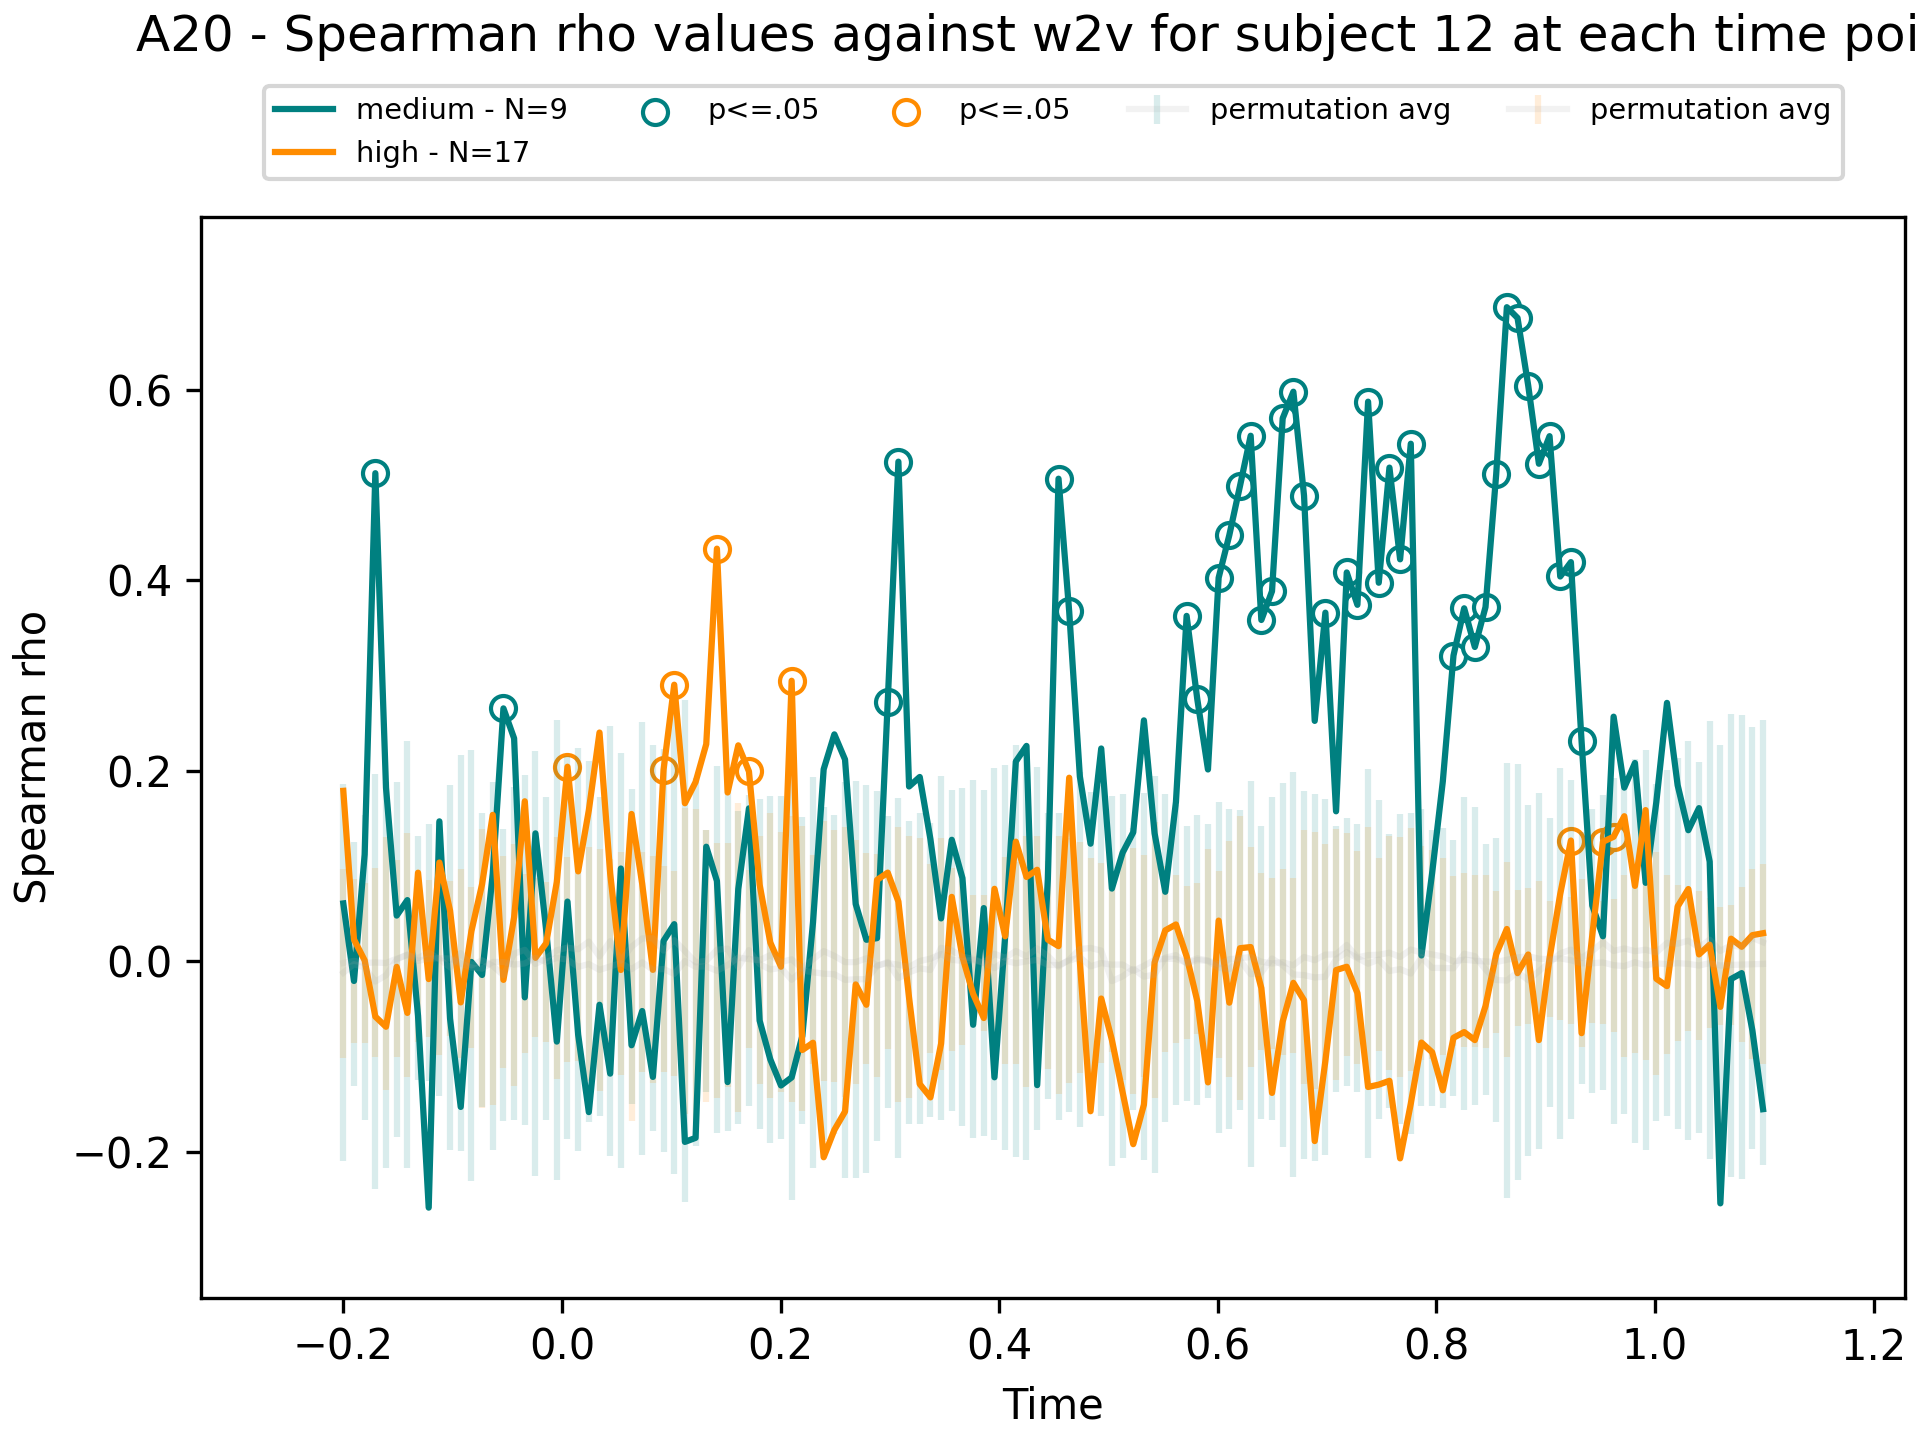 A20 - Spearman rho values against w2v for subject 12 at each time poi
medium - N=9
high - N=17
p<=.05
p<=.05
permutation avg
permutation avg
Spearman rho
0.6
0.4
0.2
0.0
−0.2
−0.2 0.0 0.2 0.4 0.6 0.8 1.0 1.2
Time